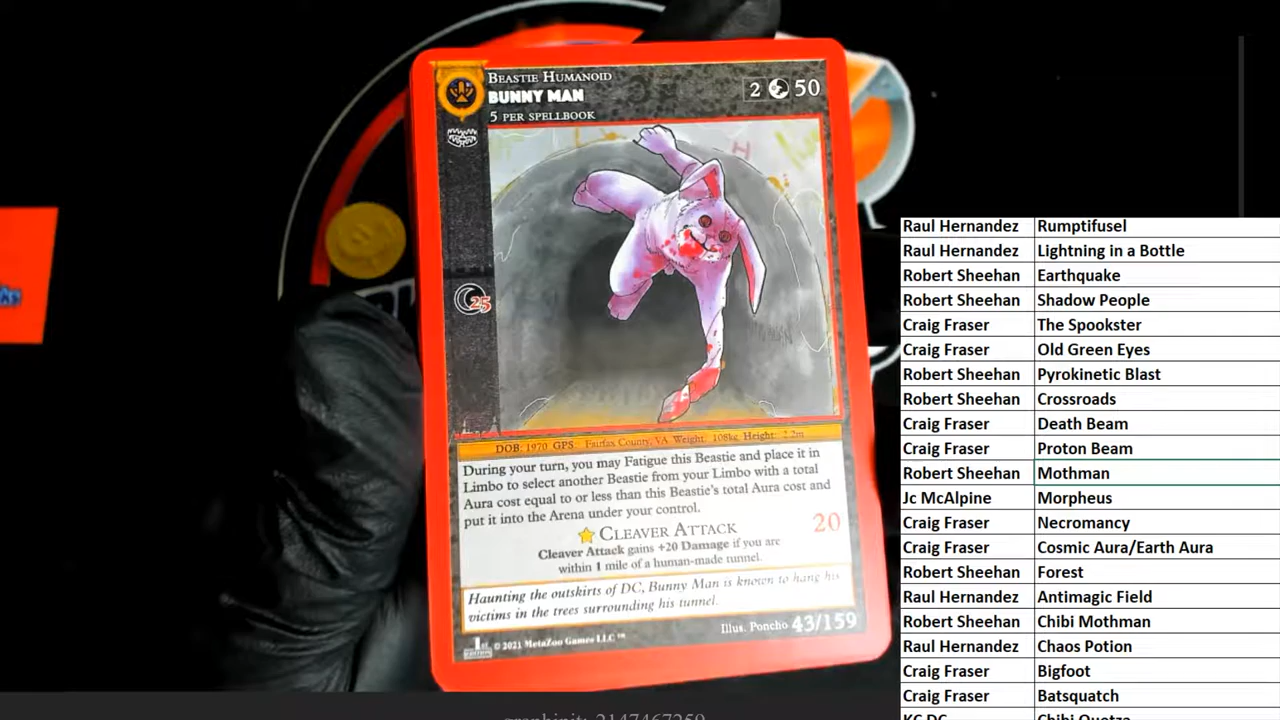 BEASTIE HUMANOID
BUNNY MAN
2 50
5 PER SPELLBOOK
25
DOB: 1970 GPS: Fairfax County, VA Weight: 108kg Height: 2.2m
During your turn, you may Fatigue this Beastie and place it in
Limbo to select another Beastie from your Limbo with a total
Aura cost equal to or less than this Beastie's total Aura cost and
put it into the Arena under your control.
CLEAVER ATTACK 20
Cleaver Attack gains +20 Damage if you are
within 1 mile of a human-made tunnel.
Haunting the outskirts of DC, Bunny Man is known to hang his
victims in the trees surrounding his tunnel.
1st EDITION © 2021 MetaZoo Games LLC™ Illus. Poncho 43/159
Raul Hernandez Rumptifusel
Raul Hernandez Lightning in a Bottle
Robert Sheehan Earthquake
Robert Sheehan Shadow People
Craig Fraser The Spookster
Craig Fraser Old Green Eyes
Robert Sheehan Pyrokinetic Blast
Robert Sheehan Crossroads
Craig Fraser Death Beam
Craig Fraser Proton Beam
Robert Sheehan Mothman
Jc McAlpine Morpheus
Craig Fraser Necromancy
Craig Fraser Cosmic Aura/Earth Aura
Robert Sheehan Forest
Raul Hernandez Antimagic Field
Robert Sheehan Chibi Mothman
Raul Hernandez Chaos Potion
Craig Fraser Bigfoot
Craig Fraser Batsquatch
KC DC Chibi Quetza